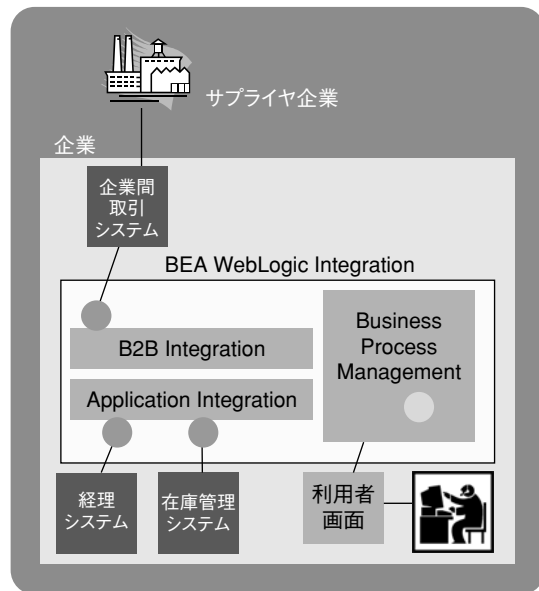 サプライヤ企業
企業
企業間
取引
システム
BEA WebLogic Integration
B2B Integration
Business
Process
Management
Application Integration
経理
システム
在庫管理
システム
利用者
画面